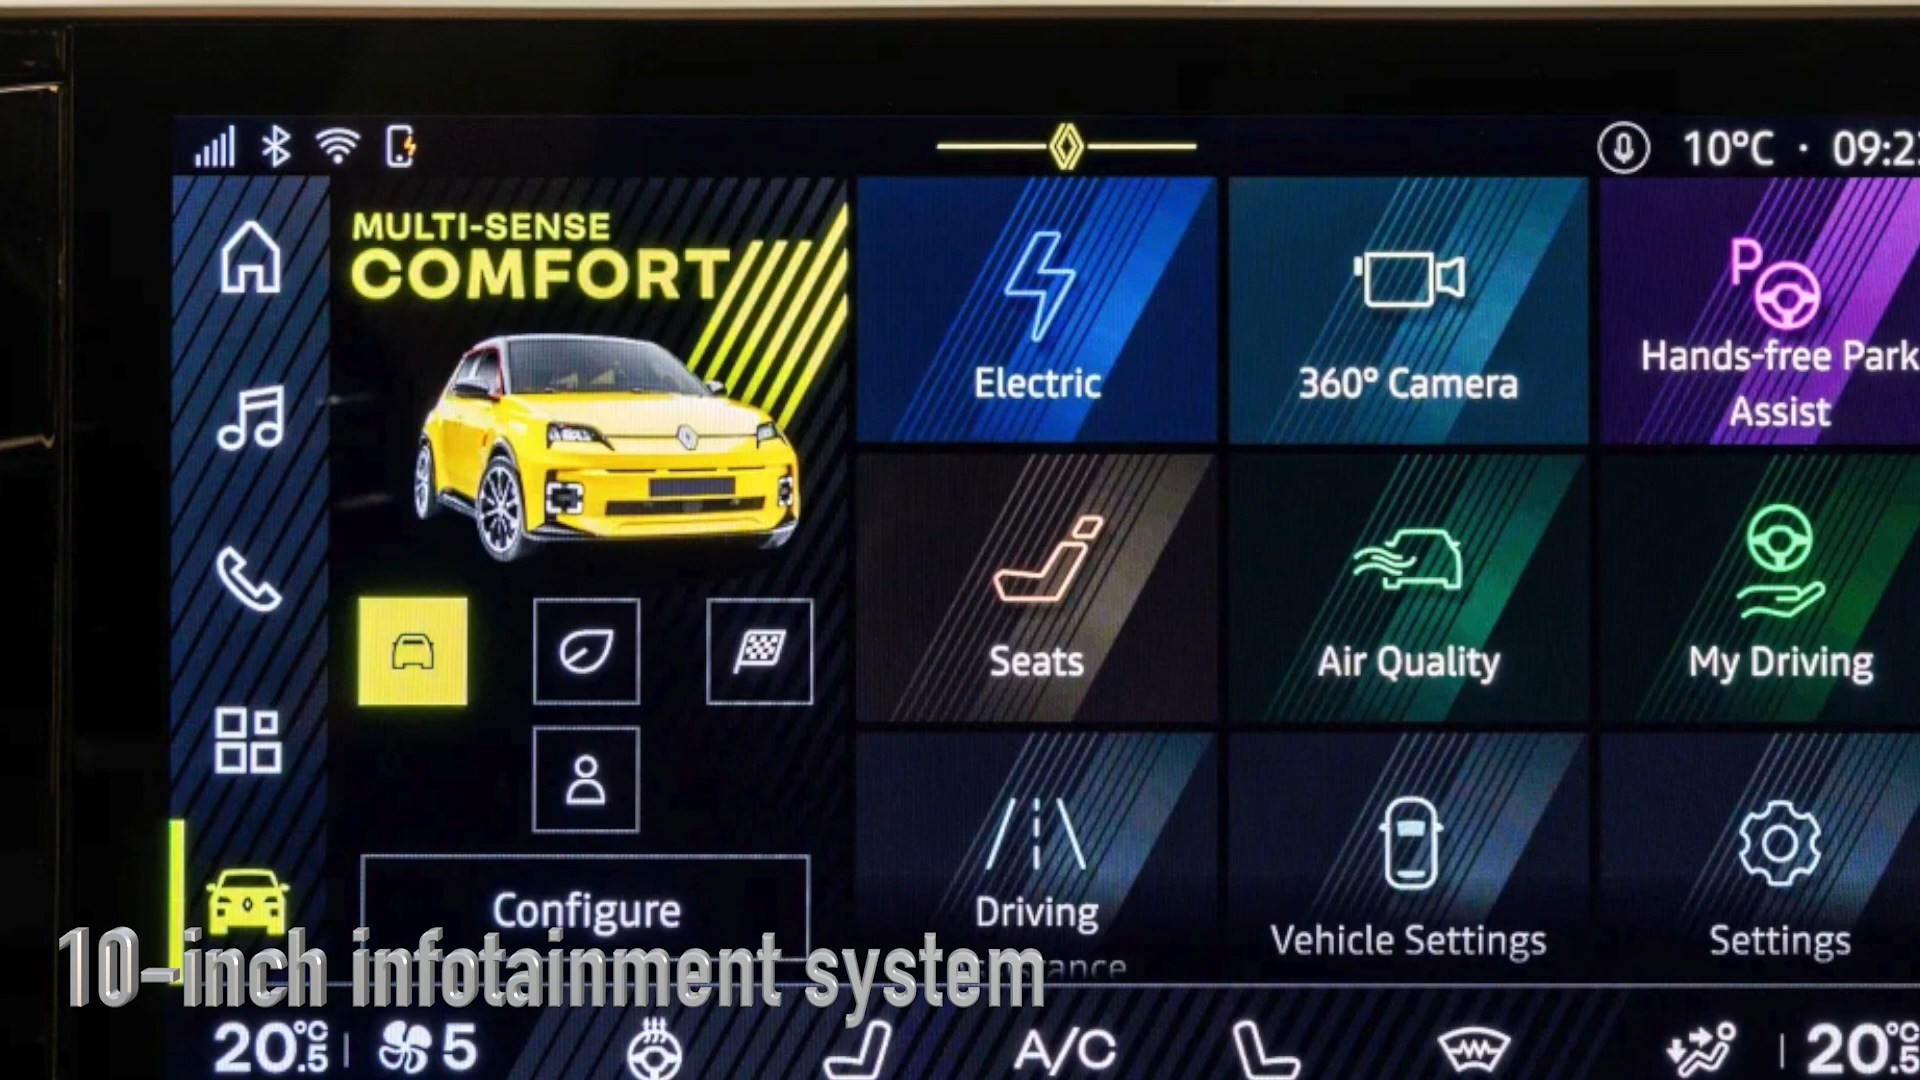 10°C · 09:2
MULTI-SENSE
COMFORT
Electric
360° Camera
P
Hands-free Park
Assist
Seats
Air Quality
My Driving
Configure
Driving
Vehicle Settings
Settings
10-inch infotainment system
20.5°C
5
A/C
20.5°C